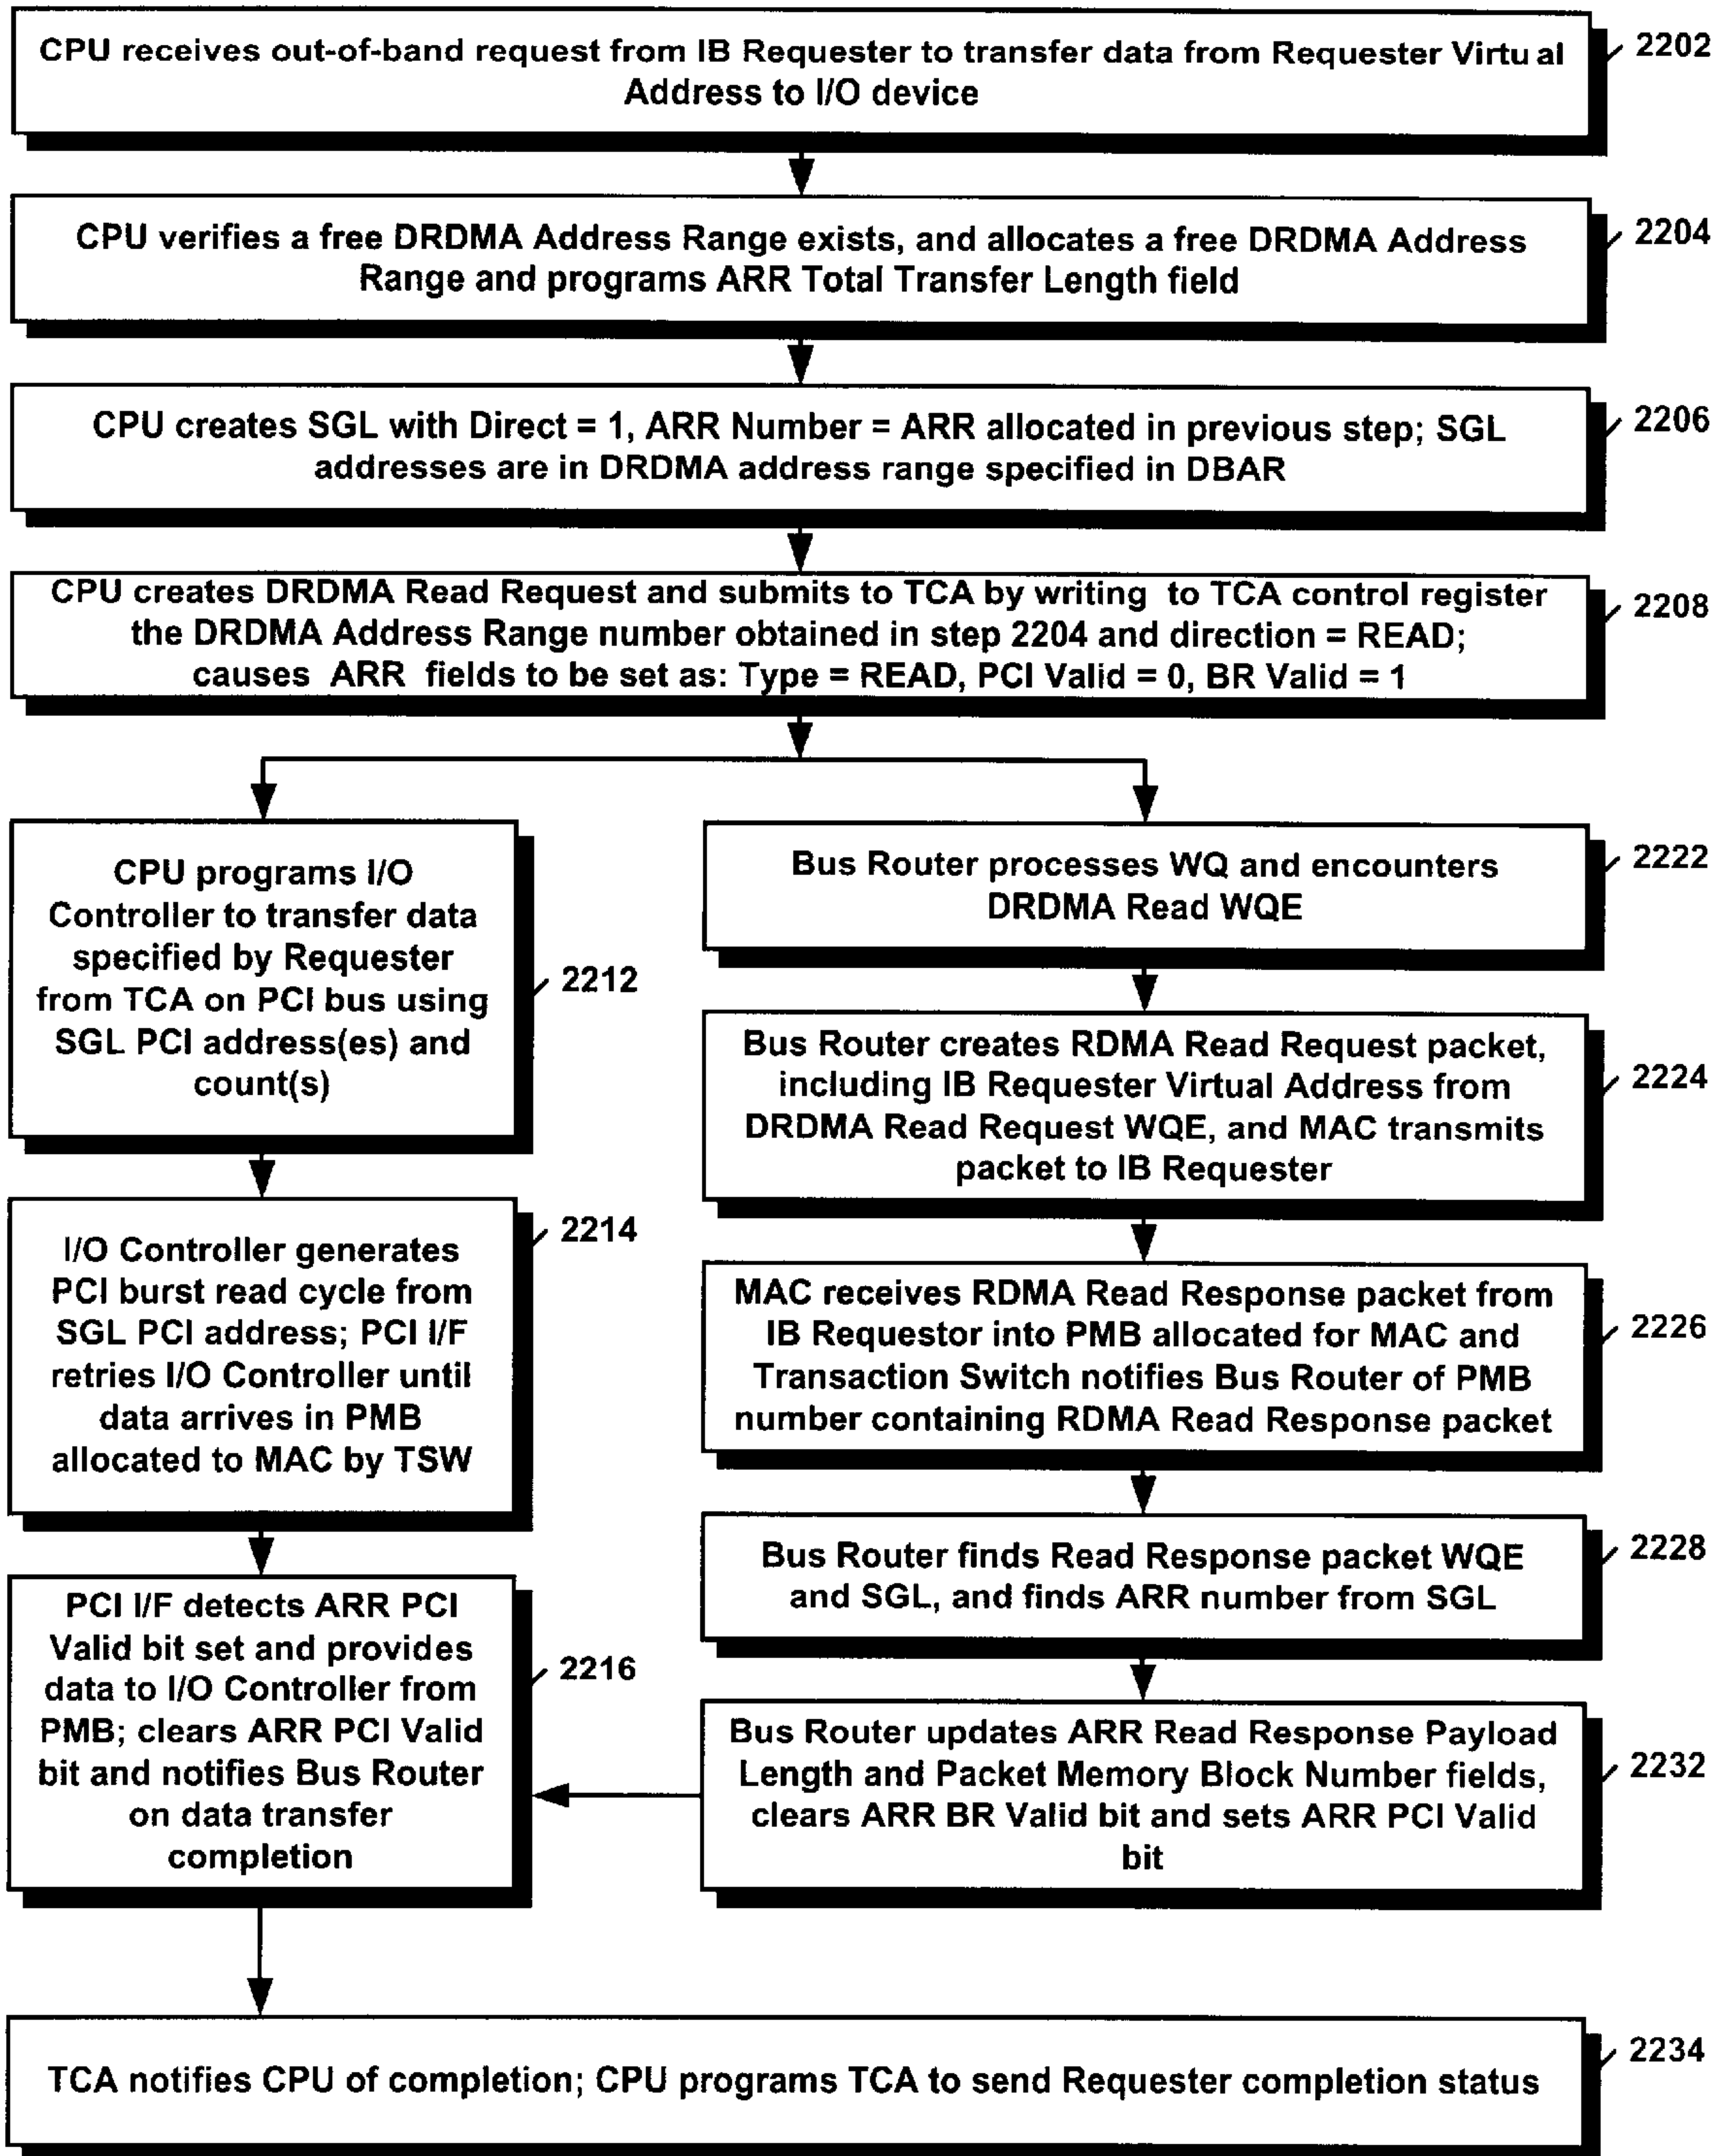 CPU receives out-of-band request from IB Requester to transfer data from Requester Virtual
Address to I/O device
2202
CPU verifies a free DRDMA Address Range exists, and allocates a free DRDMA Address
Range and programs ARR Total Transfer Length field
2204
CPU creates SGL with Direct = 1, ARR Number = ARR allocated in previous step; SGL
addresses are in DRDMA address range specified in DBAR
2206
CPU creates DRDMA Read Request and submits to TCA by writing to TCA control register
the DRDMA Address Range number obtained in step 2204 and direction = READ;
causes ARR fields to be set as: Type = READ, PCI Valid = 0, BR Valid = 1
2208
CPU programs I/O
Controller to transfer data
specified by Requester
from TCA on PCI bus using
SGL PCI address(es) and
count(s)
2212
I/O Controller generates
PCI burst read cycle from
SGL PCI address; PCI I/F
retries I/O Controller until
data arrives in PMB
allocated to MAC by TSW
2214
PCI I/F detects ARR PCI
Valid bit set and provides
data to I/O Controller from
PMB; clears ARR PCI Valid
bit and notifies Bus Router
on data transfer
completion
2216
Bus Router processes WQ and encounters
DRDMA Read WQE
2222
Bus Router creates RDMA Read Request packet,
including IB Requester Virtual Address from
DRDMA Read Request WQE, and MAC transmits
packet to IB Requester
2224
MAC receives RDMA Read Response packet from
IB Requestor into PMB allocated for MAC and
Transaction Switch notifies Bus Router of PMB
number containing RDMA Read Response packet
2226
Bus Router finds Read Response packet WQE
and SGL, and finds ARR number from SGL
2228
Bus Router updates ARR Read Response Payload
Length and Packet Memory Block Number fields,
clears ARR BR Valid bit and sets ARR PCI Valid
bit
2232
TCA notifies CPU of completion; CPU programs TCA to send Requester completion status
2234